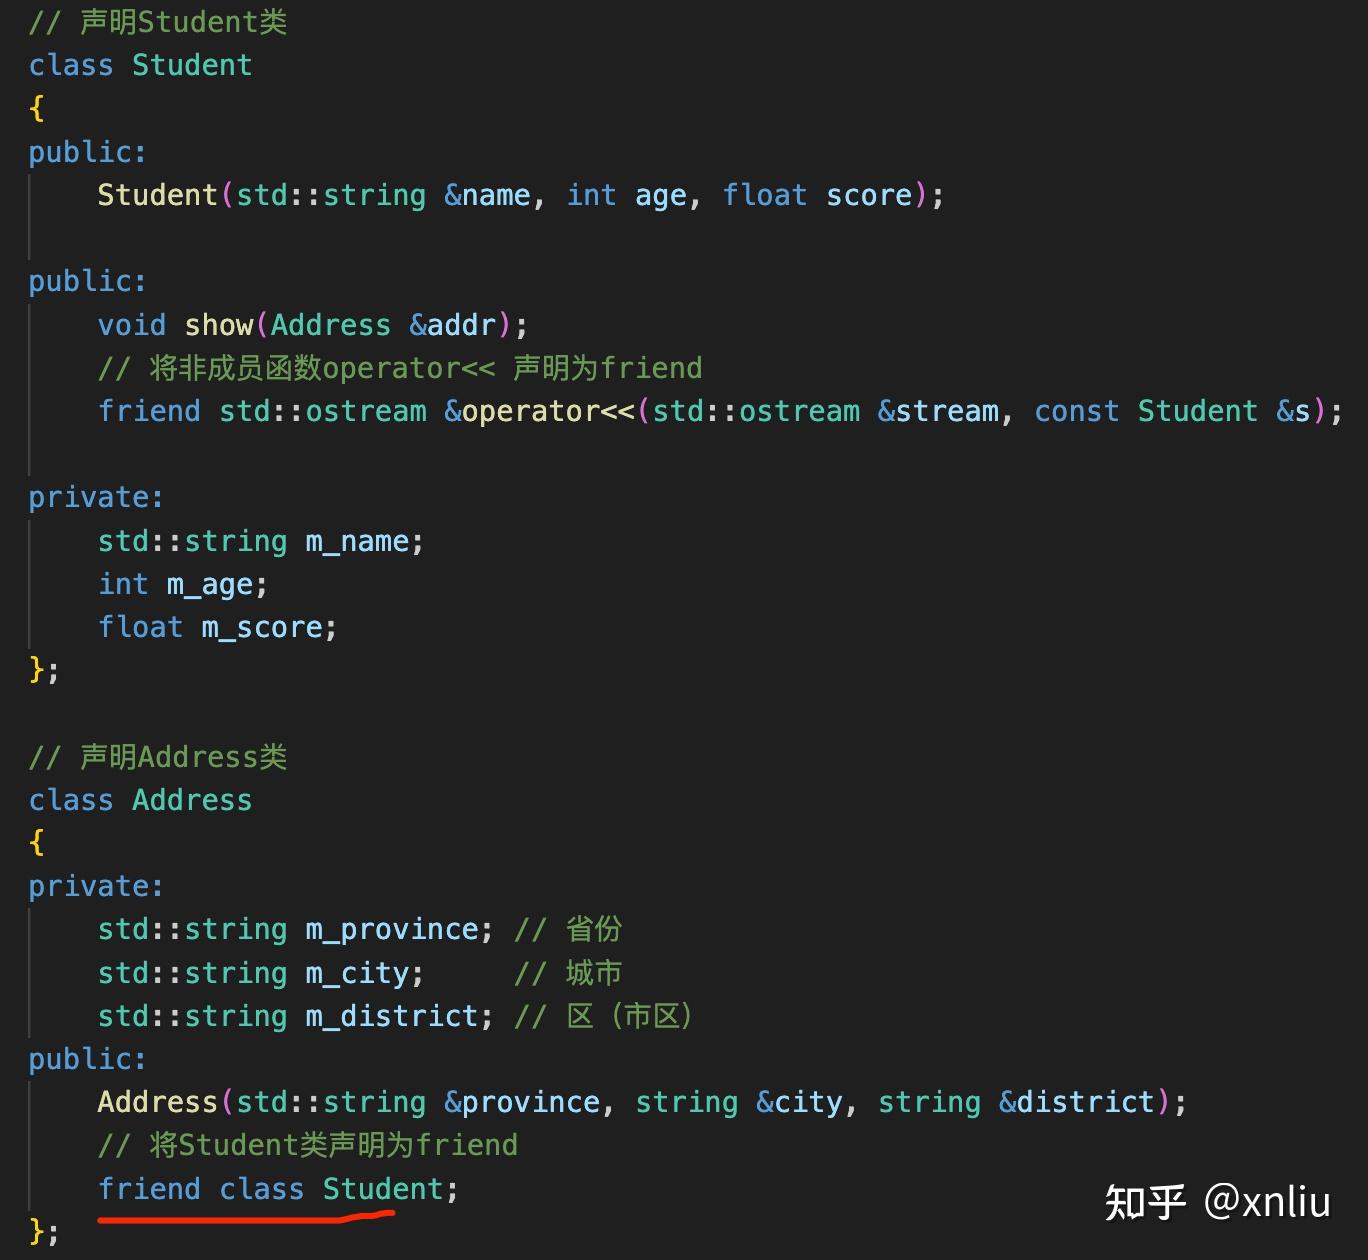 // 声明Student类
class Student
{
public:
    Student(std::string &name, int age, float score);
public:
    void show(Address &addr);
    // 将非成员函数operator<< 声明为friend
    friend std::ostream &operator<<(std::ostream &stream, const Student &s);
private:
    std::string m_name;
    int m_age;
    float m_score;
};
// 声明Address类
class Address
{
private:
    std::string m_province; // 省份
    std::string m_city;     // 城市
    std::string m_district; // 区（市区）
public:
    Address(std::string &province, string &city, string &district);
    // 将Student类声明为friend
    friend class Student;
};
知乎 @xnliu